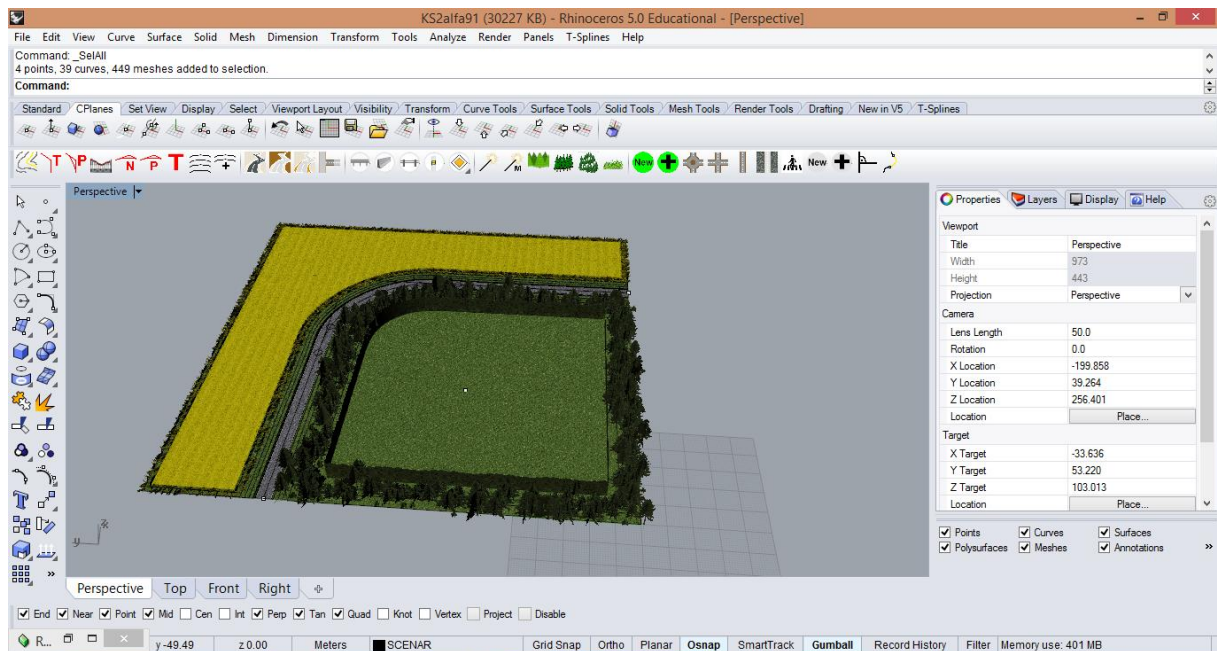 KS2alfa91 (30227 KB) - Rhinoceros 5.0 Educational - [Perspective]
File Edit View Curve Surface Solid Mesh Dimension Transform Tools Analyze Render Panels T-Splines Help
Command: _SelAll
4 points, 39 curves, 449 meshes added to selection.
Command:
Standard CPlanes Set View Display Select Viewport Layout Visibility Transform Curve Tools Surface Tools Solid Tools Mesh Tools Render Tools Drafting New in V5 T-Splines
T P N P T M New New
Perspective
Properties Layers Display Help
Viewport
Title Perspective
Width 973
Height 443
Projection Perspective
Camera
Lens Length 50.0
Rotation 0.0
X Location -199.858
Y Location 39.264
Z Location 256.401
Location Place...
Target
X Target -33.636
Y Target 53.220
Z Target 103.013
Location Place...
Points Curves Surfaces
Polysurfaces Meshes Annotations
y
Perspective Top Front Right
End Near Point Mid Cen Int Perp Tan Quad Knot Vertex Project Disable
R... y -49.49 z 0.00 Meters SCENAR Grid Snap Ortho Planar Osnap SmartTrack Gumball Record History Filter Memory use: 401 MB